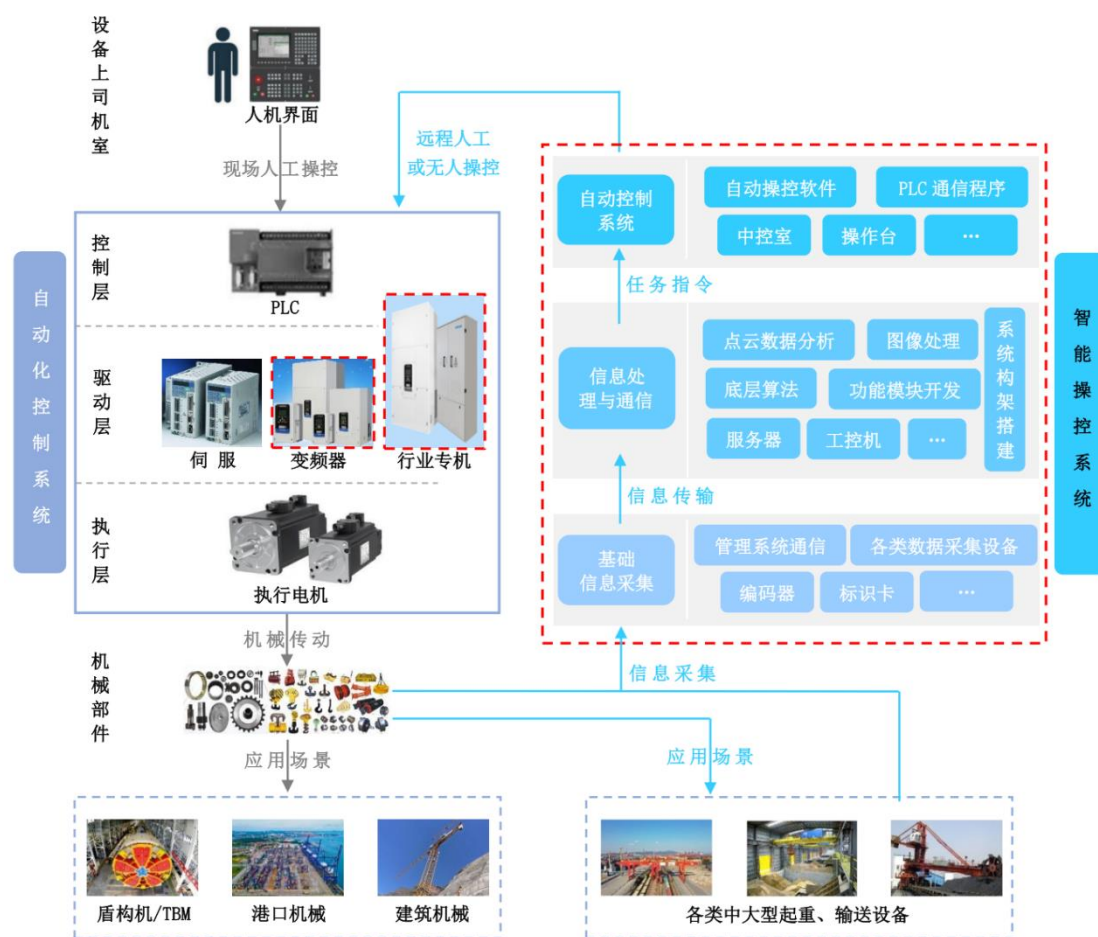 设备上司机室
人机界面
现场人工操控
远程人工
或无人操控
自动化控制系统
控制层
PLC
驱动层
伺 服
变频器
行业专机
执行层
执行电机
机械传动
机械部件
应用场景
盾构机/TBM
港口机械
建筑机械
自动控制
系统
自动操控软件
PLC 通信程序
中控室
操作台
…
任务指令
信息处
理与通信
点云数据分析
图像处理
底层算法
功能模块开发
服务器
工控机
…
系统构架搭建
信息传输
基础
信息采集
管理系统通信
各类数据采集设备
编码器
标识卡
…
信息采集
应用场景
各类中大型起重、输送设备
智能操控系统